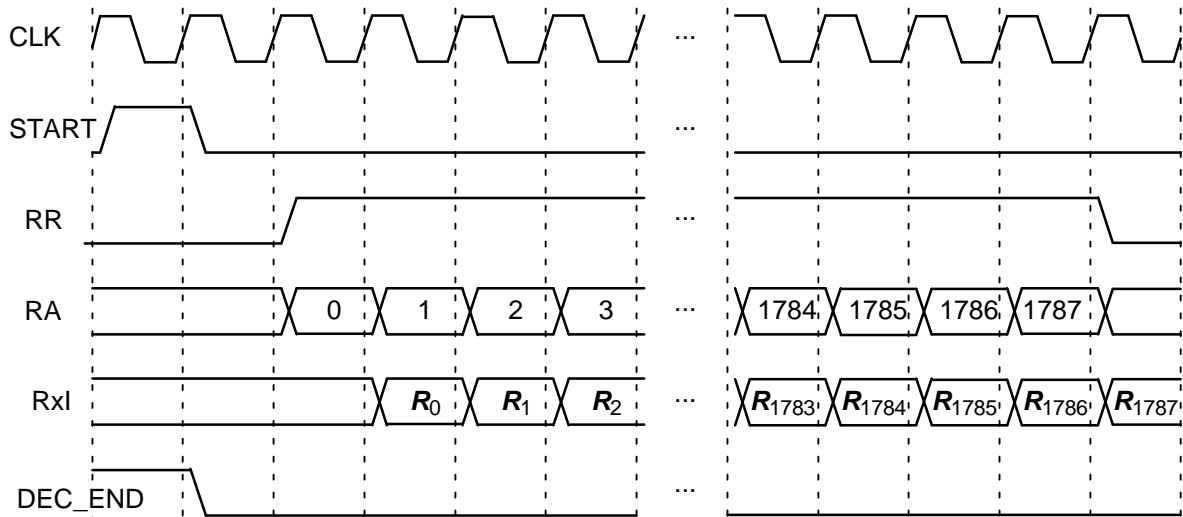 CLK ...
START ...
RR ...
RA 0 1 2 3 ... 1784 1785 1786 1787
RxI R0 R1 R2 ... R1783 R1784 R1785 R1786 R1787
DEC_END ...